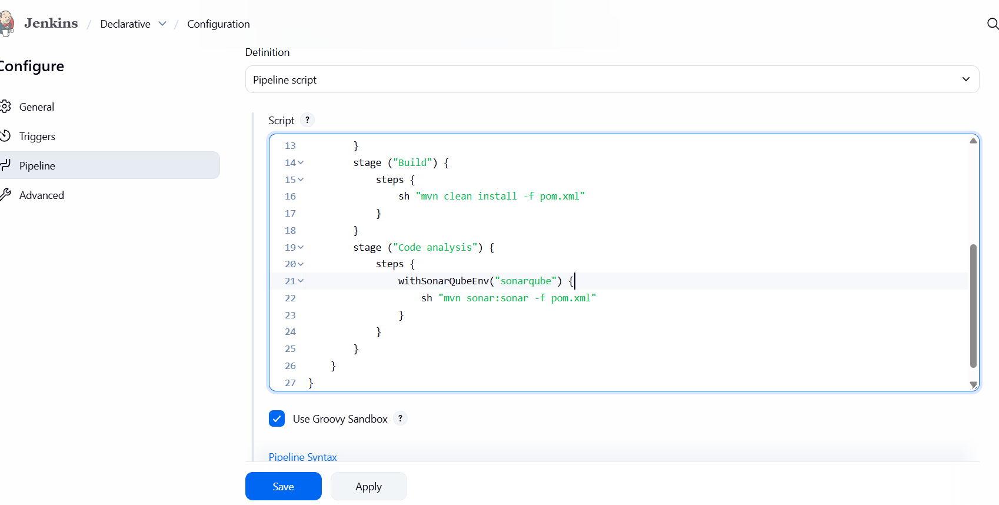 Jenkins / Declarative / Configuration
Configure
General
Triggers
Pipeline
Advanced
Definition
Pipeline script
Script ?
13 }
14 stage ("Build") {
15 steps {
16 sh "mvn clean install -f pom.xml"
17 }
18 }
19 stage ("Code analysis") {
20 steps {
21 withSonarQubeEnv("sonarqube") {
22 sh "mvn sonar:sonar -f pom.xml"
23 }
24 }
25 }
26 }
27 }
Use Groovy Sandbox ?
Pipeline Syntax
Save
Apply